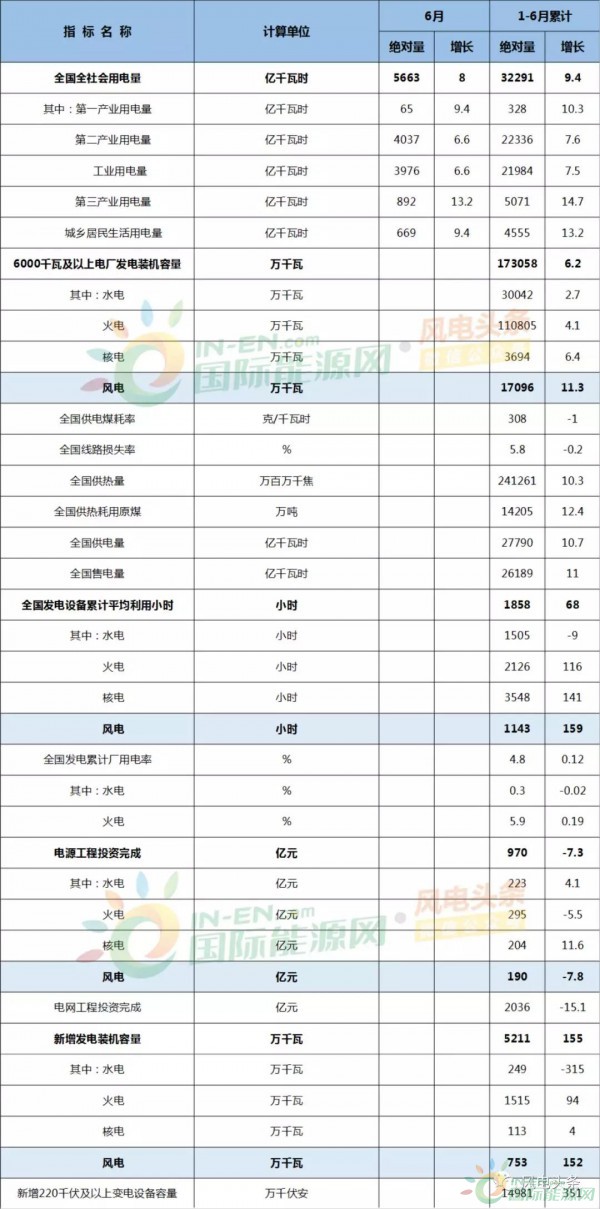 指标名称 计算单位 6月 1-6月累计
绝对量 增长 绝对量 增长
全国全社会用电量 亿千瓦时 5663 8 32291 9.4
其中：第一产业用电量 亿千瓦时 65 9.4 328 10.3
第二产业用电量 亿千瓦时 4037 6.6 22336 7.6
工业用电量 亿千瓦时 3976 6.6 21984 7.5
第三产业用电量 亿千瓦时 892 13.2 5071 14.7
城乡居民生活用电量 亿千瓦时 669 9.4 4555 13.2
6000千瓦及以上电厂发电装机容量 万千瓦 173058 6.2
其中：水电 万千瓦 30042 2.7
火电 万千瓦 110805 4.1
核电 万千瓦 3694 6.4
IN-EN.com
国际能源网
风电头条
风电 万千瓦 17096 11.3
全国供电煤耗率 克/千瓦时 308 -1
全国线路损失率 % 5.8 -0.2
全国供热量 万百万千焦 241261 10.3
全国供热耗用原煤 万吨 14205 12.4
全国供电量 亿千瓦时 27790 10.7
全国售电量 亿千瓦时 26189 11
全国发电设备累计平均利用小时 小时 1858 68
其中：水电 小时 1505 -9
火电 小时 2126 116
核电 小时 3548 141
风电 小时 1143 159
全国发电累计厂用电率 % 4.8 0.12
其中：水电 % 0.3 -0.02
火电 % 5.9 0.19
电源工程投资完成 亿元 970 -7.3
其中：水电 亿元 223 4.1
火电 亿元 295 -5.5
核电 亿元 204 11.6
IN-EN.com
国际能源网
风电头条
风电 亿元 190 -7.8
电网工程投资完成 亿元 2036 -15.1
新增发电装机容量 万千瓦 5211 155
其中：水电 万千瓦 249 -315
火电 万千瓦 1515 94
核电 万千瓦 113 4
风电 万千瓦 753 152
新增220千伏及以上变电设备容量 万千伏安 14981 351
风电头条
IN-EN.com
国际能源网